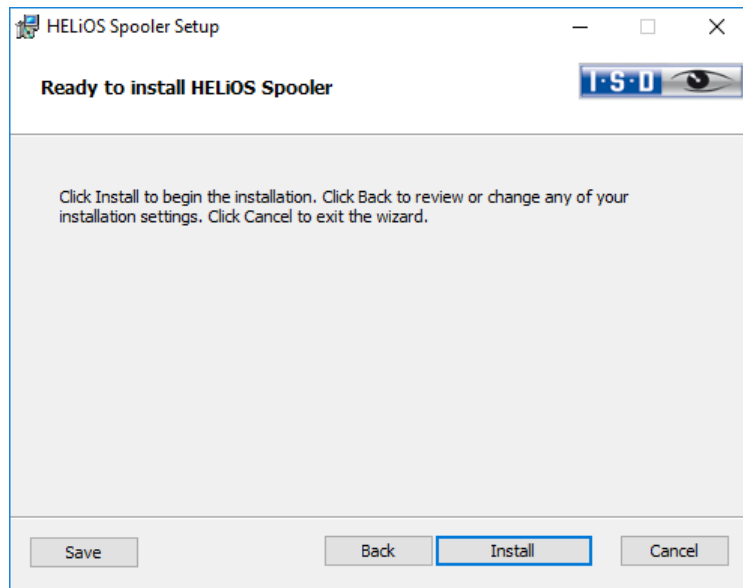 HELiOS Spooler Setup
Ready to install HELiOS Spooler
I·S·D
Click Install to begin the installation. Click Back to review or change any of your
installation settings. Click Cancel to exit the wizard.
Save
Back
Install
Cancel